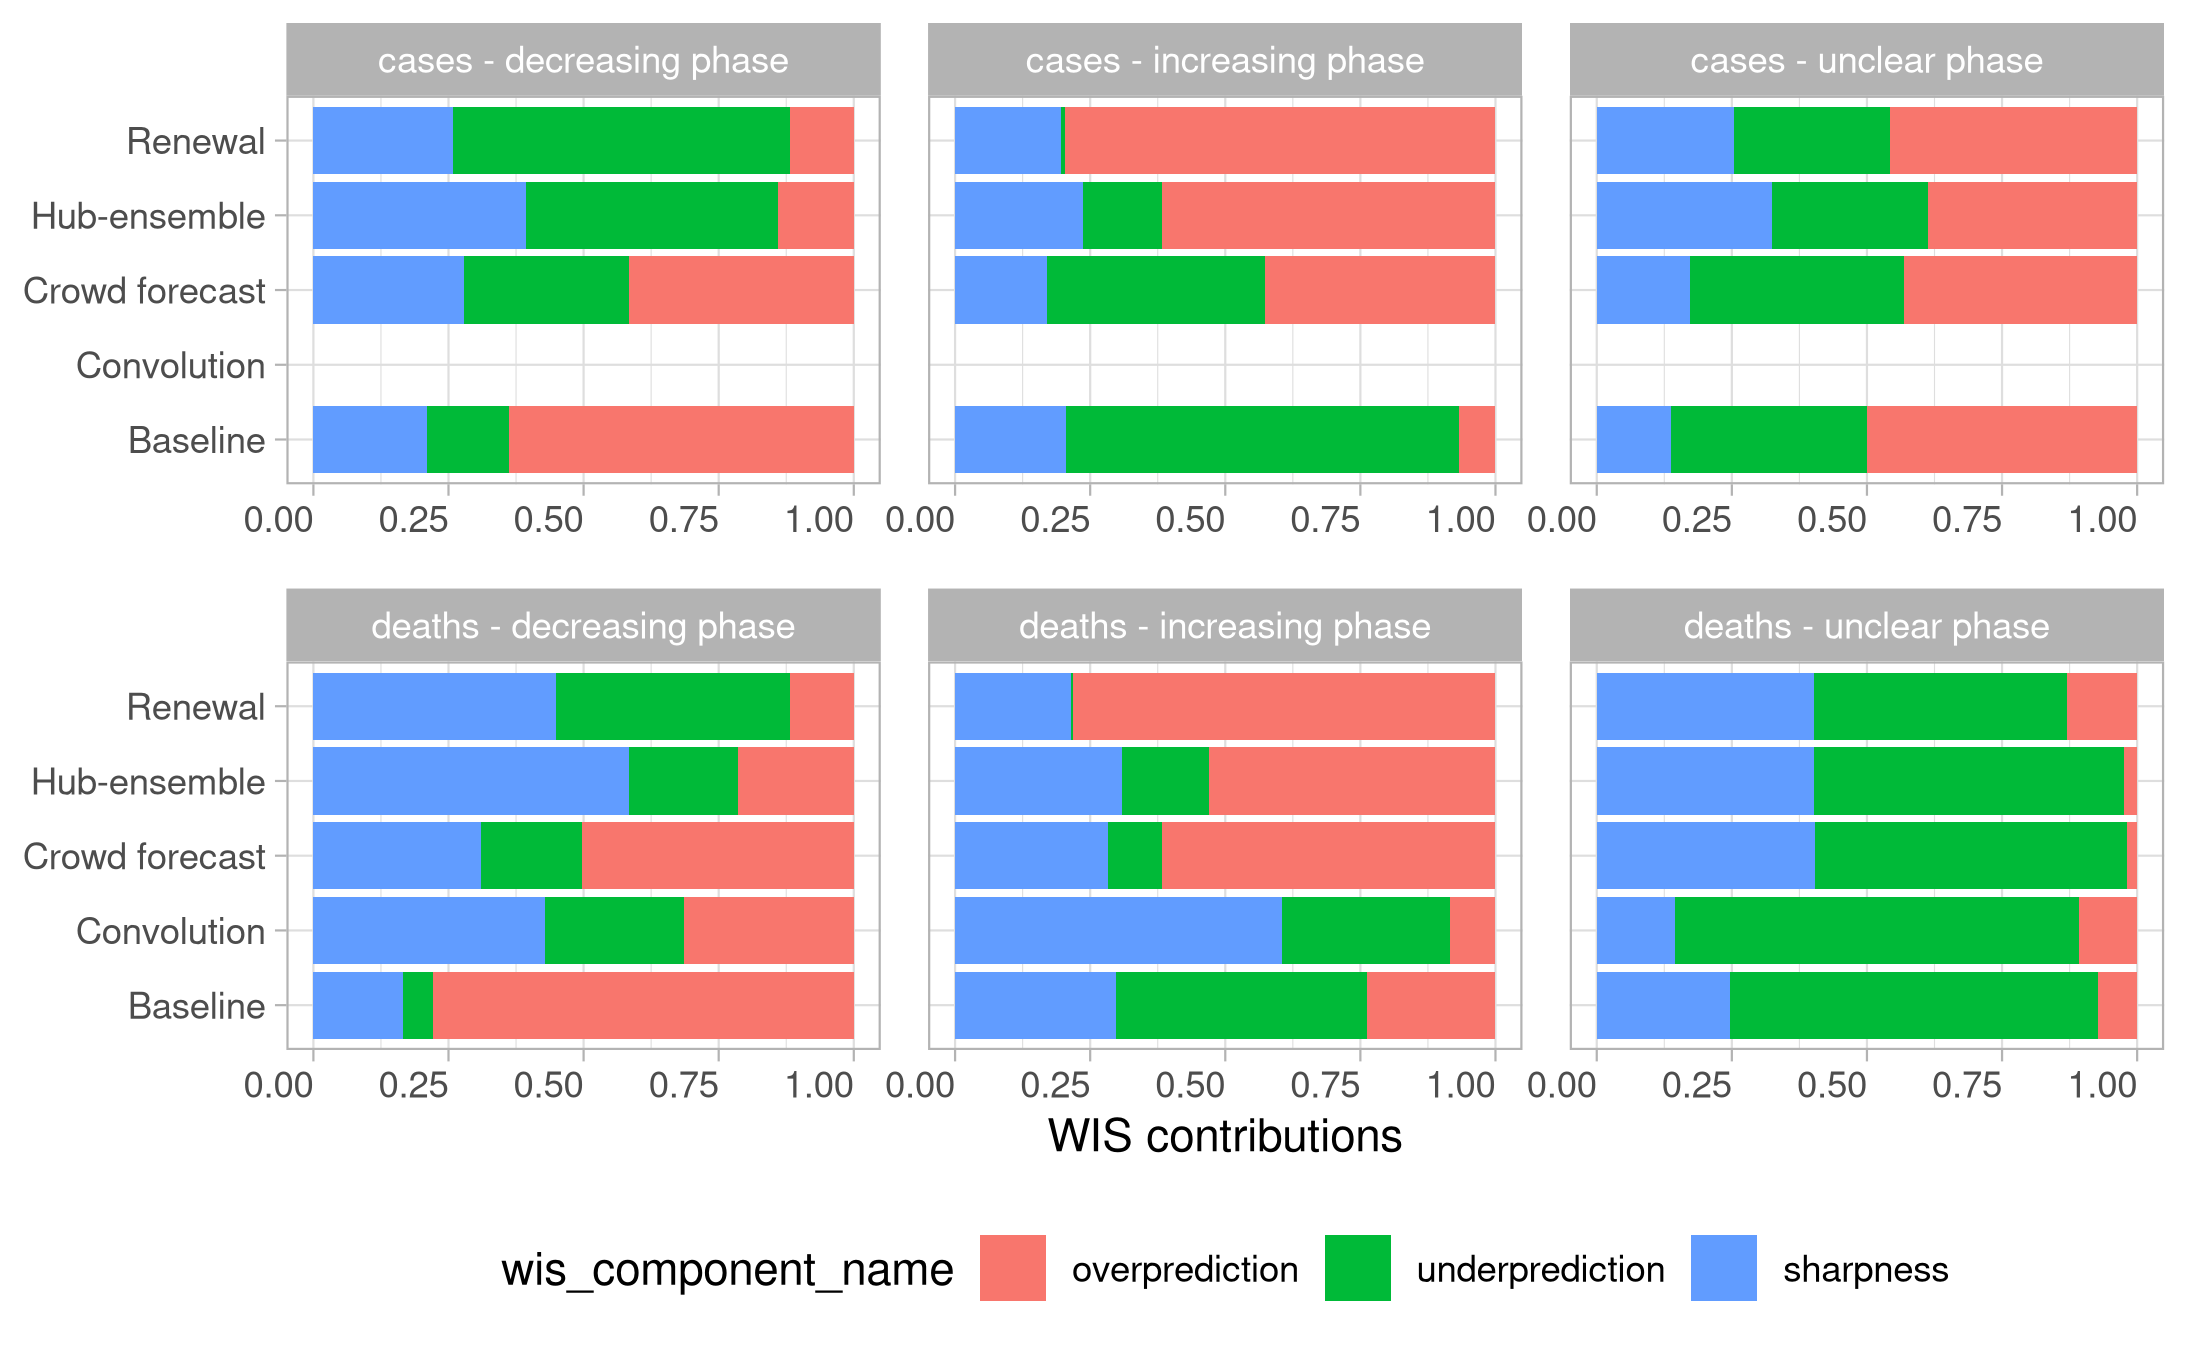 cases - decreasing phase
cases - increasing phase
cases - unclear phase
Renewal
Hub-ensemble
Crowd forecast
Convolution
Baseline
0.00 0.25 0.50 0.75 1.00
0.00 0.25 0.50 0.75 1.00
0.00 0.25 0.50 0.75 1.00
deaths - decreasing phase
deaths - increasing phase
deaths - unclear phase
Renewal
Hub-ensemble
Crowd forecast
Convolution
Baseline
0.00 0.25 0.50 0.75 1.00
0.00 0.25 0.50 0.75 1.00
0.00 0.25 0.50 0.75 1.00
WIS contributions
wis_component_name overprediction underprediction sharpness